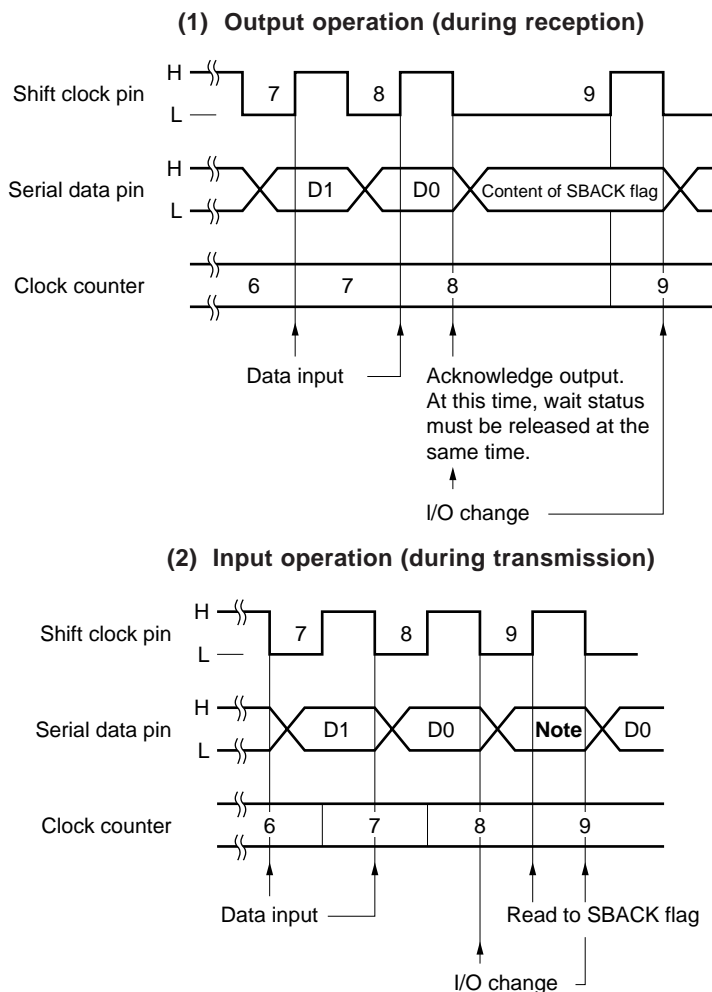 (1) Output operation (during reception)
H
Shift clock pin
L
7
8
9
H
Serial data pin
L
D1
D0
Content of SBACK flag
Clock counter
6
7
8
9
Data input
Acknowledge output.
At this time, wait status
must be released at the
same time.
I/O change
(2) Input operation (during transmission)
H
Shift clock pin
L
7
8
9
H
Serial data pin
L
D1
D0
Note
D0
Clock counter
6
7
8
9
Data input
Read to SBACK flag
I/O change